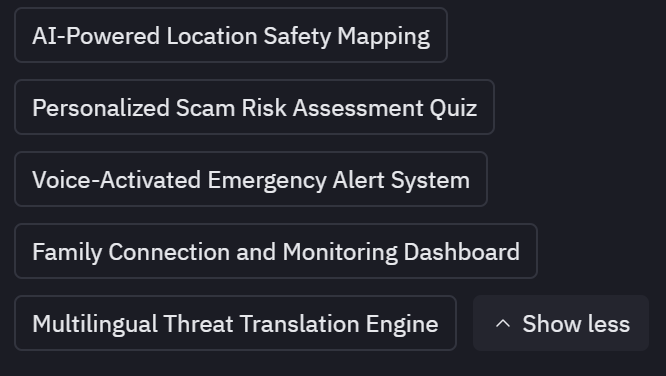 AI-Powered Location Safety Mapping
Personalized Scam Risk Assessment Quiz
Voice-Activated Emergency Alert System
Family Connection and Monitoring Dashboard
Multilingual Threat Translation Engine
Show less